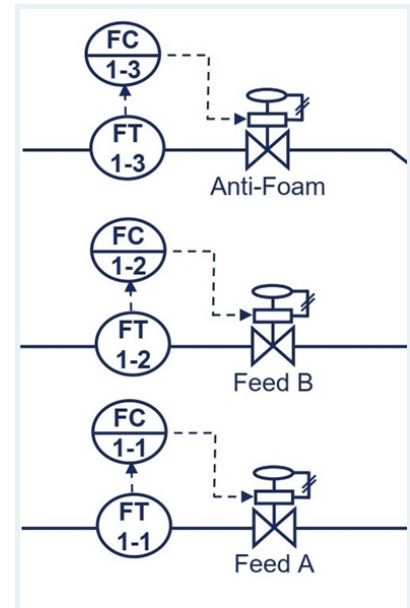 FC
1-3
FT
1-3
Anti-Foam
FC
1-2
FT
1-2
Feed B
FC
1-1
FT
1-1
Feed A